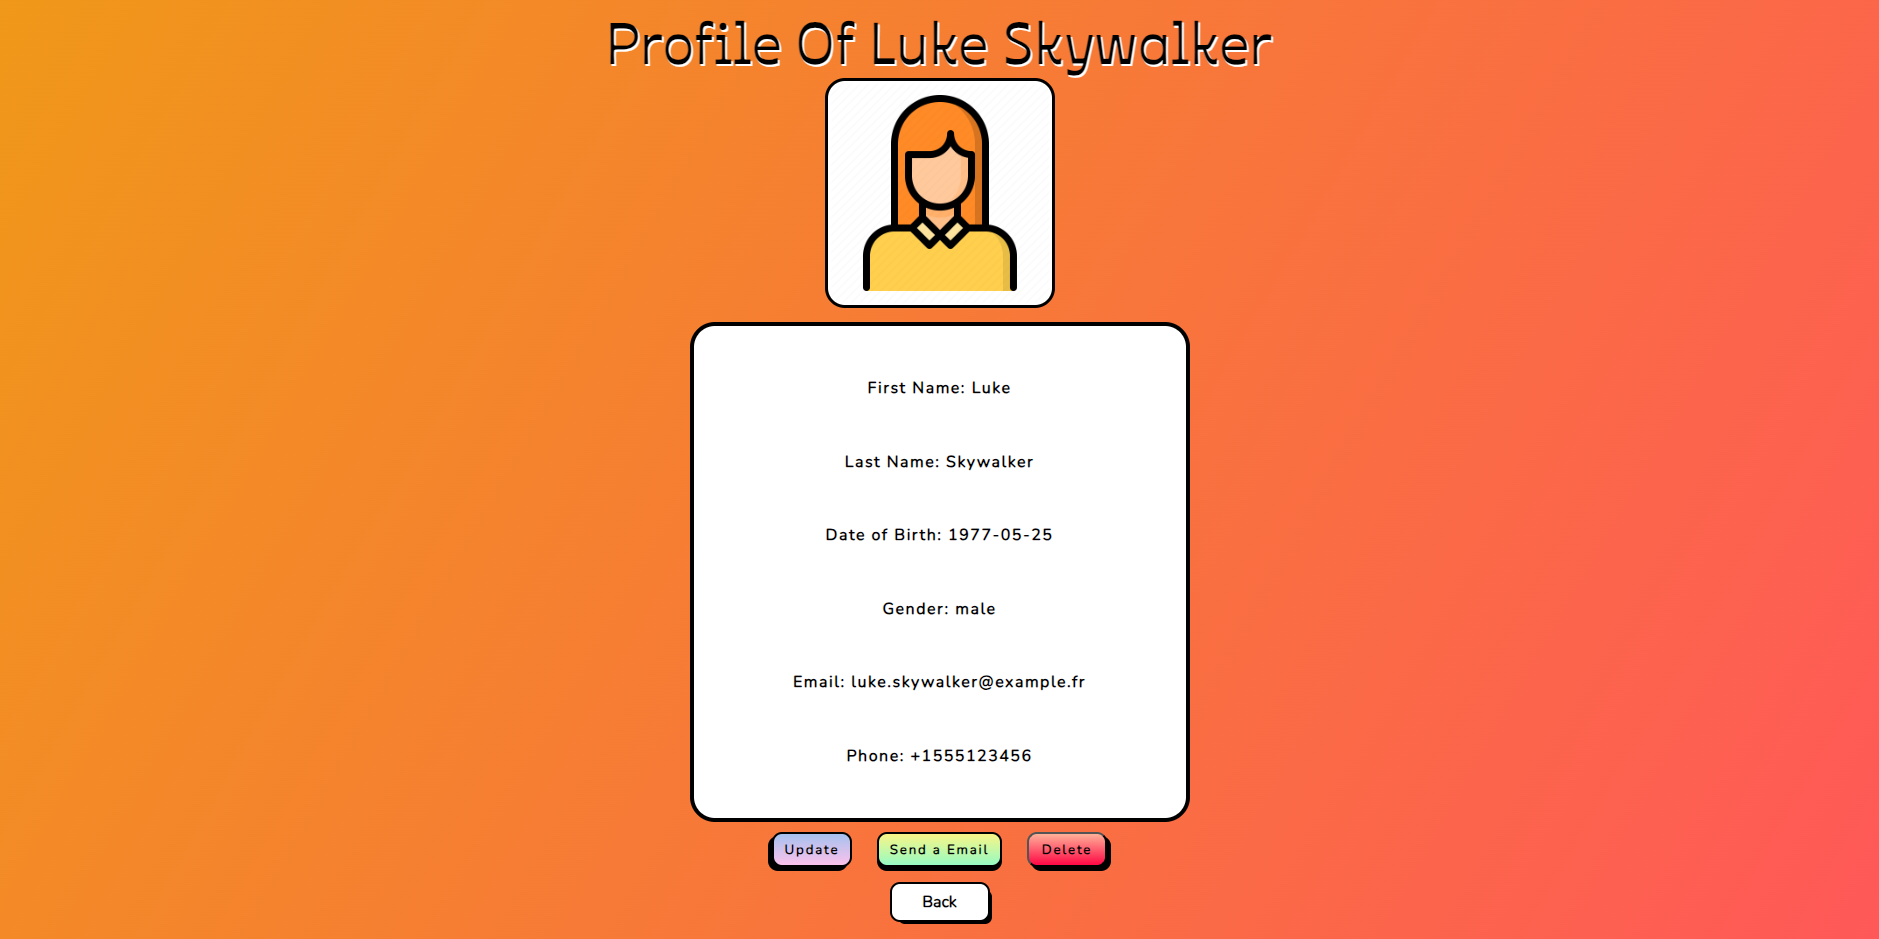 Profile Of Luke Skywalker
First Name: Luke
Last Name: Skywalker
Date of Birth: 1977-05-25
Gender: male
Email: luke.skywalker@example.fr
Phone: +1555123456
Update
Send a Email
Delete
Back